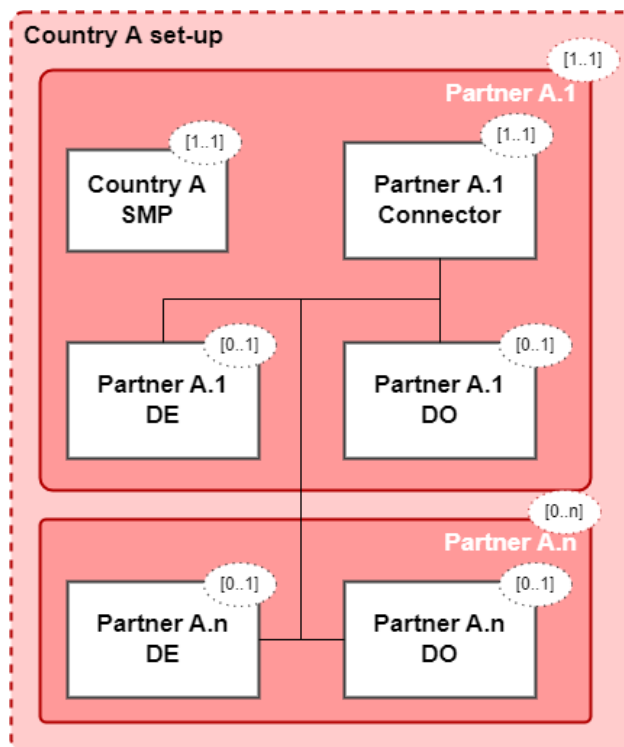 Country A set-up
[1..1]
Partner A.1
[1..1]
[1..1]
Country A
SMP
Partner A.1
Connector
[0..1]
[0..1]
Partner A.1
DE
Partner A.1
DO
[0..n]
Partner A.n
[0..1]
[0..1]
Partner A.n
DE
Partner A.n
DO